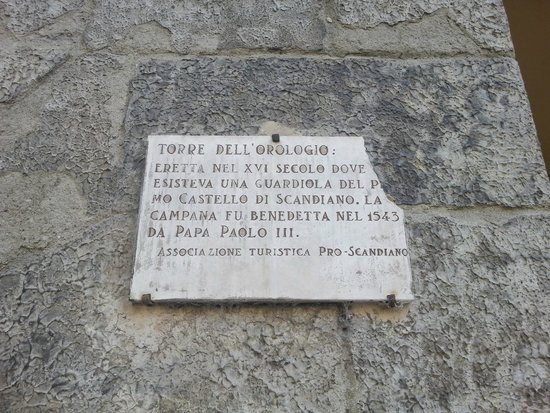 TORRE DELL'OROLOGIO:
ERETTA NEL XVI SECOLO DOVE
ESISTEVA UNA GUARDIOLA DEL P
MO CASTELLO DI SCANDIANO. LA
CAMPANA FU BENEDETTA NEL 1543
DA PAPA PAOLO III.
ASSOCIAZIONE TURISTICA PRO-SCANDIANO